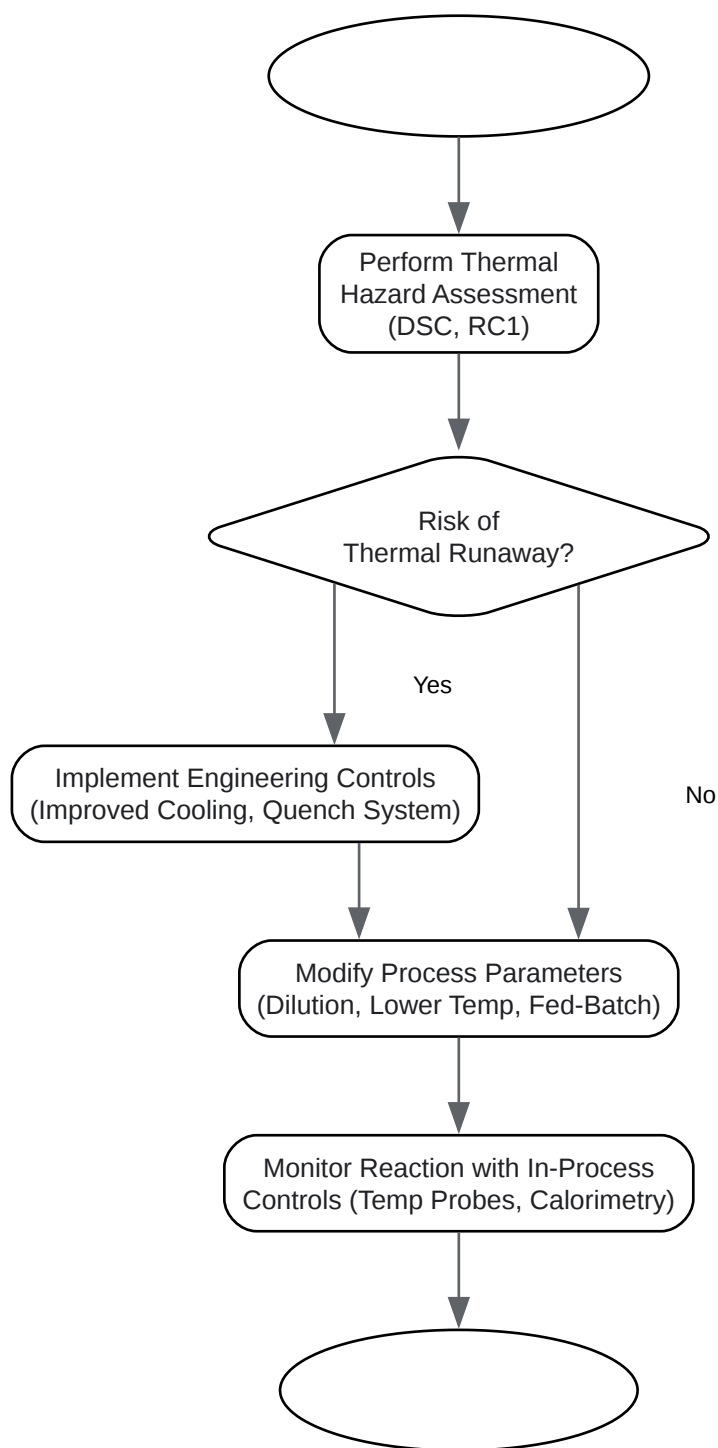 Perform Thermal
Hazard Assessment
(DSC, RC1)
Risk of
Thermal Runaway?
Yes
Implement Engineering Controls
(Improved Cooling, Quench System)
No
Modify Process Parameters
(Dilution, Lower Temp, Fed-Batch)
Monitor Reaction with In-Process
Controls (Temp Probes, Calorimetry)